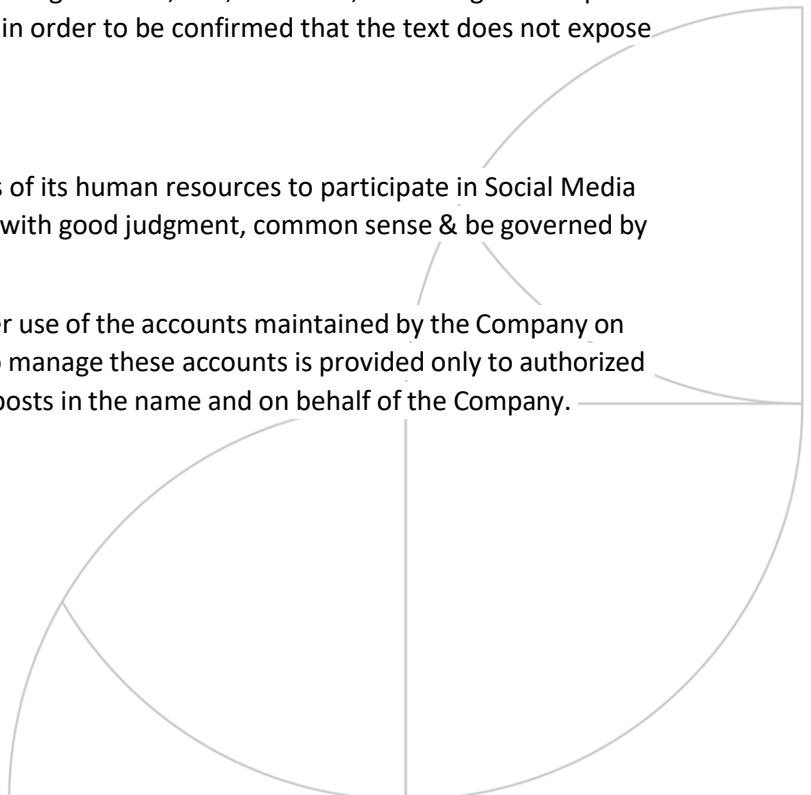 in order to be confirmed that the text does not expose
of its human resources to participate in Social Media
with good judgment, common sense & be governed by
use of the accounts maintained by the Company on
manage these accounts is provided only to authorized
posts in the name and on behalf of the Company.